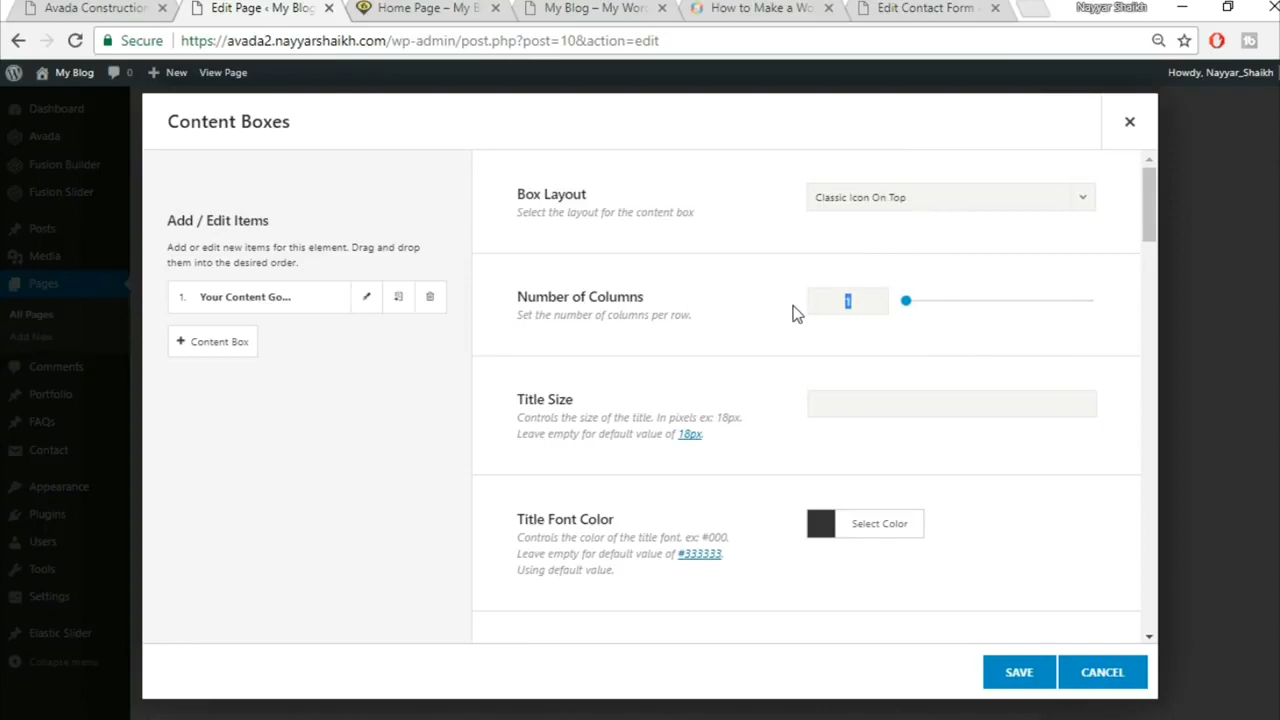 Avada Construction
Edit Page ‹ My Blog
Home Page – My B
My Blog – My Wor
How to Make a Wo
Edit Contact Form
Nayyar Shaikh
Secure
https://avada2.nayyarshaikh.com/wp-admin/post.php?post=10&action=edit
My Blog
0
New
View Page
Howdy, Nayyar_Shaikh
Dashboard
Avada
Fusion Builder
Fusion Slider
Posts
Media
Pages
All Pages
Add New
Comments
Portfolio
FAQs
Contact
Appearance
Plugins
Users
Tools
Settings
Elastic Slider
Collapse menu
Content Boxes
Add / Edit Items
Add or edit new items for this element. Drag and drop
them into the desired order.
1. Your Content Go...
+ Content Box
Box Layout
Select the layout for the content box
Classic Icon On Top
Number of Columns
Set the number of columns per row.
1
Title Size
Controls the size of the title. In pixels ex: 18px.
Leave empty for default value of 18px.
Title Font Color
Controls the color of the title font. ex: #000.
Leave empty for default value of #333333.
Using default value.
Select Color
SAVE
CANCEL